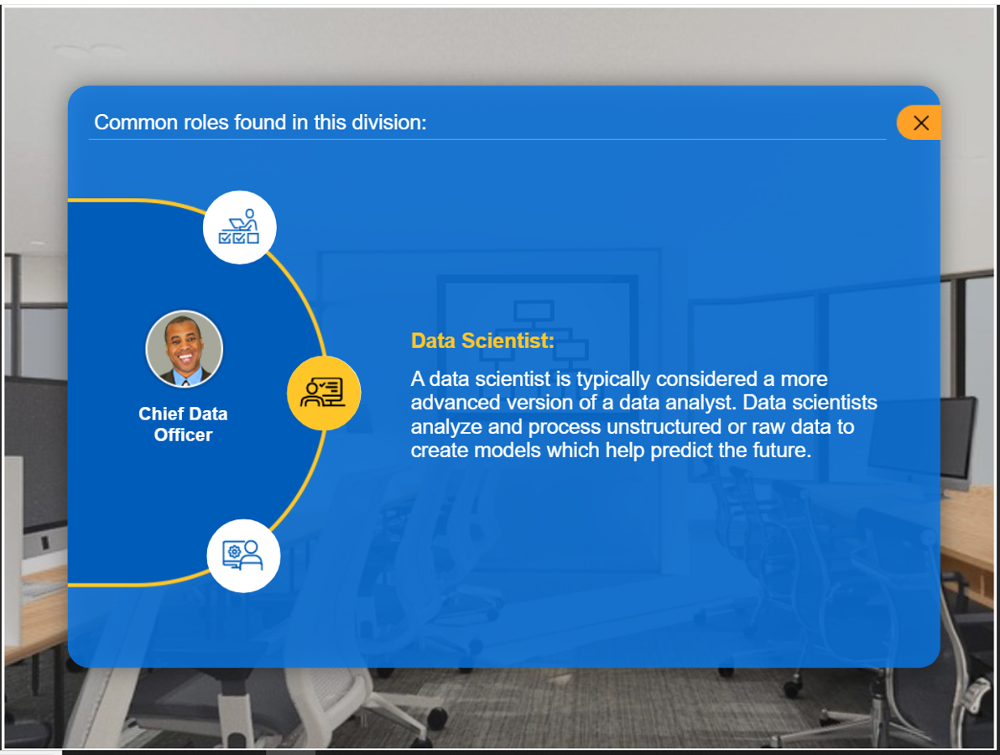 Common roles found in this division:
Chief Data
Officer
Data Scientist:
A data scientist is typically considered a more
advanced version of a data analyst. Data scientists
analyze and process unstructured or raw data to
create models which help predict the future.